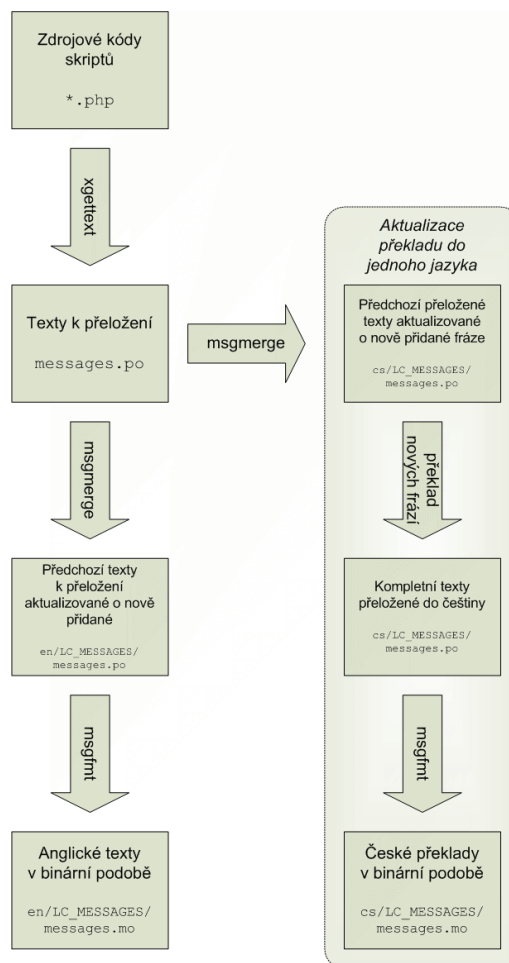 Zdrojové kódy
skriptů
*.php
xgettext
Texty k přeložení
messages.po
msgmerge
msgmerge
Předchozí texty
k přeložení
aktualizované o nově
přidané
en/LC_MESSAGES/
messages.po
msgfmt
Anglické texty
v binární podobě
en/LC_MESSAGES/
messages.mo
Aktualizace
překladu do
jednoho jazyka
Předchozí přeložené
texty aktualizované
o nově přidané fráze
cs/LC_MESSAGES/
messages.po
překlad
nových frází
Kompletní texty
přeložené do češtiny
cs/LC_MESSAGES/
messages.po
msgfmt
České překlady
v binární podobě
cs/LC_MESSAGES/
messages.mo